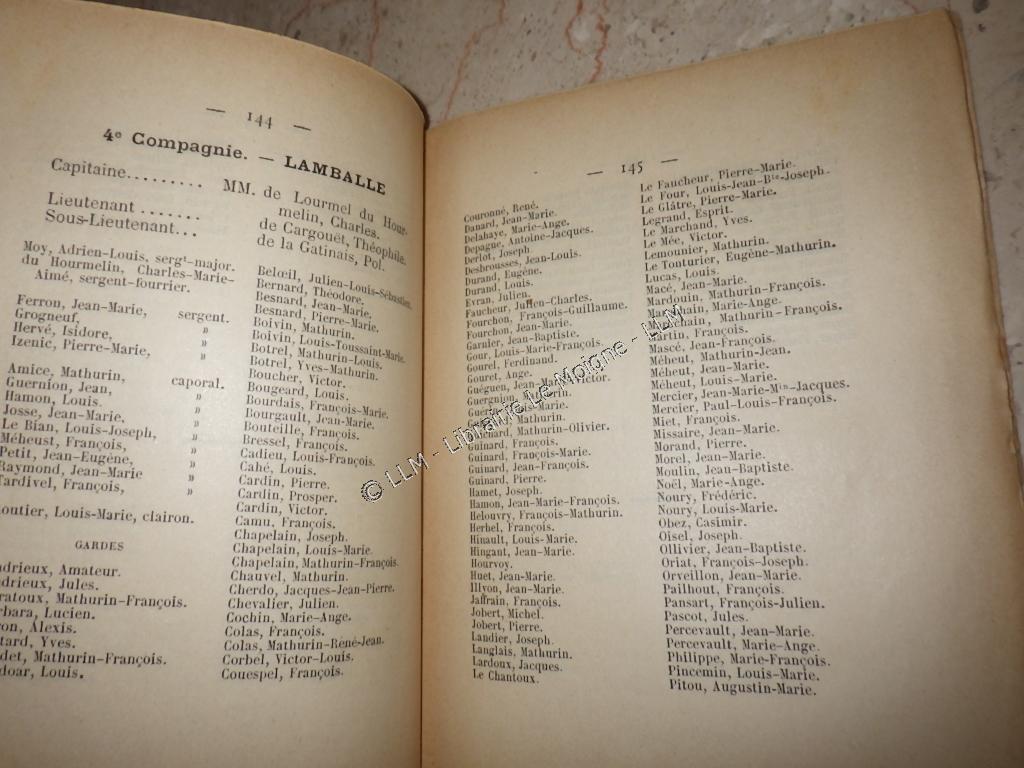 — 144 —
4e Compagnie. — LAMBALLE
Capitaine......... MM. de Lourmel du Hour-
melin, Charles.
Lieutenant ....... de Cargouët, Théophile.
Sous-Lieutenant... de la Gatinais, Pol.
Moy, Adrien-Louis, sergt-major.
du Hourmelin, Charles-Marie-
Aimé, sergent-fourrier.
Ferron, Jean-Marie, sergent.
Grogneuf, »
Hervé, Isidore, »
Izenic, Pierre-Marie, »
Amice, Mathurin, caporal.
Guernion, Jean, »
Hamon, Louis. »
Josse, Jean-Marie. »
Le Bian, Louis-Joseph, »
Méheust, François, »
Petit, Jean-Eugène, »
Raymond, Jean-Marie »
Tardivel, François, »
outier, Louis-Marie, clairon.
GARDES
ndrieux, Amateur.
ndrieux, Jules.
ratoux, Mathurin-François.
rbara, Lucien.
ron, Alexis.
tard, Yves.
det, Mathurin-François.
doar, Louis.
Belœil, Julien-Louis-Sébastien.
Bernard, Théodore.
Besnard, Jean-Marie.
Besnard, Pierre-Marie.
Boivin, Mathurin.
Boivin, Louis-Toussaint-Marie.
Botrel, Mathurin-Louis.
Botrel, Yves-Mathurin.
Boucher, Victor.
Bougeard, Louis.
Bourdais, François-Marie.
Bourgault, Jean-Marie.
Bouteille, François.
Bressel, François.
Cadieu, Louis-François.
Cahé, Louis.
Cardin, Pierre.
Cardin, Prosper.
Cardin, Victor.
Camu, François.
Chapelain, Joseph.
Chapelain, Louis-Marie.
Chapelain, Mathurin-François.
Chauvel, Mathurin.
Cherdo, Jacques-Jean-Pierre.
Chevalier, Julien.
Cochin, Marie-Ange.
Colas, François.
Colas, Mathurin-René-Jean.
Corbel, Victor-Louis.
Couespel, François.
— 145 —
Couronné, René.
Danard, Jean-Marie.
Delahaye, Marie-Ange.
Depagne, Antoine-Jacques.
Derlot, Joseph
Desbrousses, Jean-Louis.
Durand, Eugène.
Durand, Louis.
Evran, Julien.
Faucheur, Julien-Charles.
Fourchon, François-Guillaume.
Fourchon, Jean-Marie.
Garnier, Jean-Baptiste.
Gour, Louis-Marie-François.
Gourel, Ferdinand.
Gouret, Ange.
Guéguen, Jean-Marie-Victor.
Guergnion,
Mathurin.
Guinard, Mathurin-Olivier.
Guinard, François.
Guinard, François-Marie.
Guinard, Jean-François.
Guinard, Pierre.
Hamet, Joseph.
Hamon, Jean-Marie-François.
Helouvry, François-Mathurin.
Herhel, François.
Hinault, Louis-Marie.
Hingant, Jean-Marie.
Hourvoy.
Huet, Jean-Marie.
Illyon, Jean-Marie.
Jaffrain, François.
Jobert, Michel.
Jobert, Pierre.
Landier, Joseph.
Langlais, Mathurin.
Lardoux, Jacques.
Le Chantoux.
Le Faucheur, Pierre-Marie.
Le Four, Louis-Jean-Bte-Joseph.
Le Glâtre, Pierre-Marie.
Legrand, Esprit.
Le Marchand, Yves.
Le Mée, Victor.
Lemounier, Mathurin.
Le Tonturier, Eugène-Mathurin.
Lucas, Louis.
Macé, Jean-Marie.
Mardouin, Mathurin-François.
Marie-Ange.
Mathurin-François.
Martin, François.
Mascé, Jean-François.
Méheut, Mathurin-Jean.
Méheut, Jean-Marie.
Méheut, Louis-Marie.
Mercier, Jean-Marie-Min-Jacques.
Mercier, Paul-Louis-François.
Miet, François.
Missaire, Jean-Marie.
Morand, Pierre.
Morel, Jean-Marie.
Moulin, Jean-Baptiste.
Noël, Marie-Ange.
Noury, Frédéric.
Noury, Louis-Marie.
Obez, Casimir.
Oisel, Joseph.
Ollivier, Jean-Baptiste.
Oriat, François-Joseph.
Orveillon, Jean-Marie.
Pailhout, François.
Pansart, François-Julien.
Pascot, Jules.
Percevault, Jean-Marie.
Percevault, Marie-Ange.
Philippe, Marie-François.
Pincemin, Louis-Marie.
Pitou, Augustin-Marie.
© LLM - Librairie Le Moigne - LLM